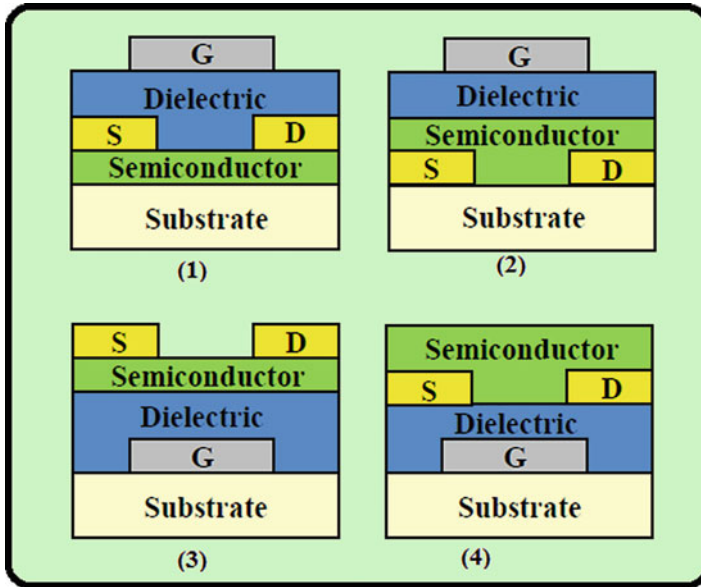 G
Dielectric
S D
Semiconductor
Substrate
(1)
G
Dielectric
Semiconductor
S D
Substrate
(2)
S D
Semiconductor
Dielectric
G
Substrate
(3)
Semiconductor
S D
Dielectric
G
Substrate
(4)